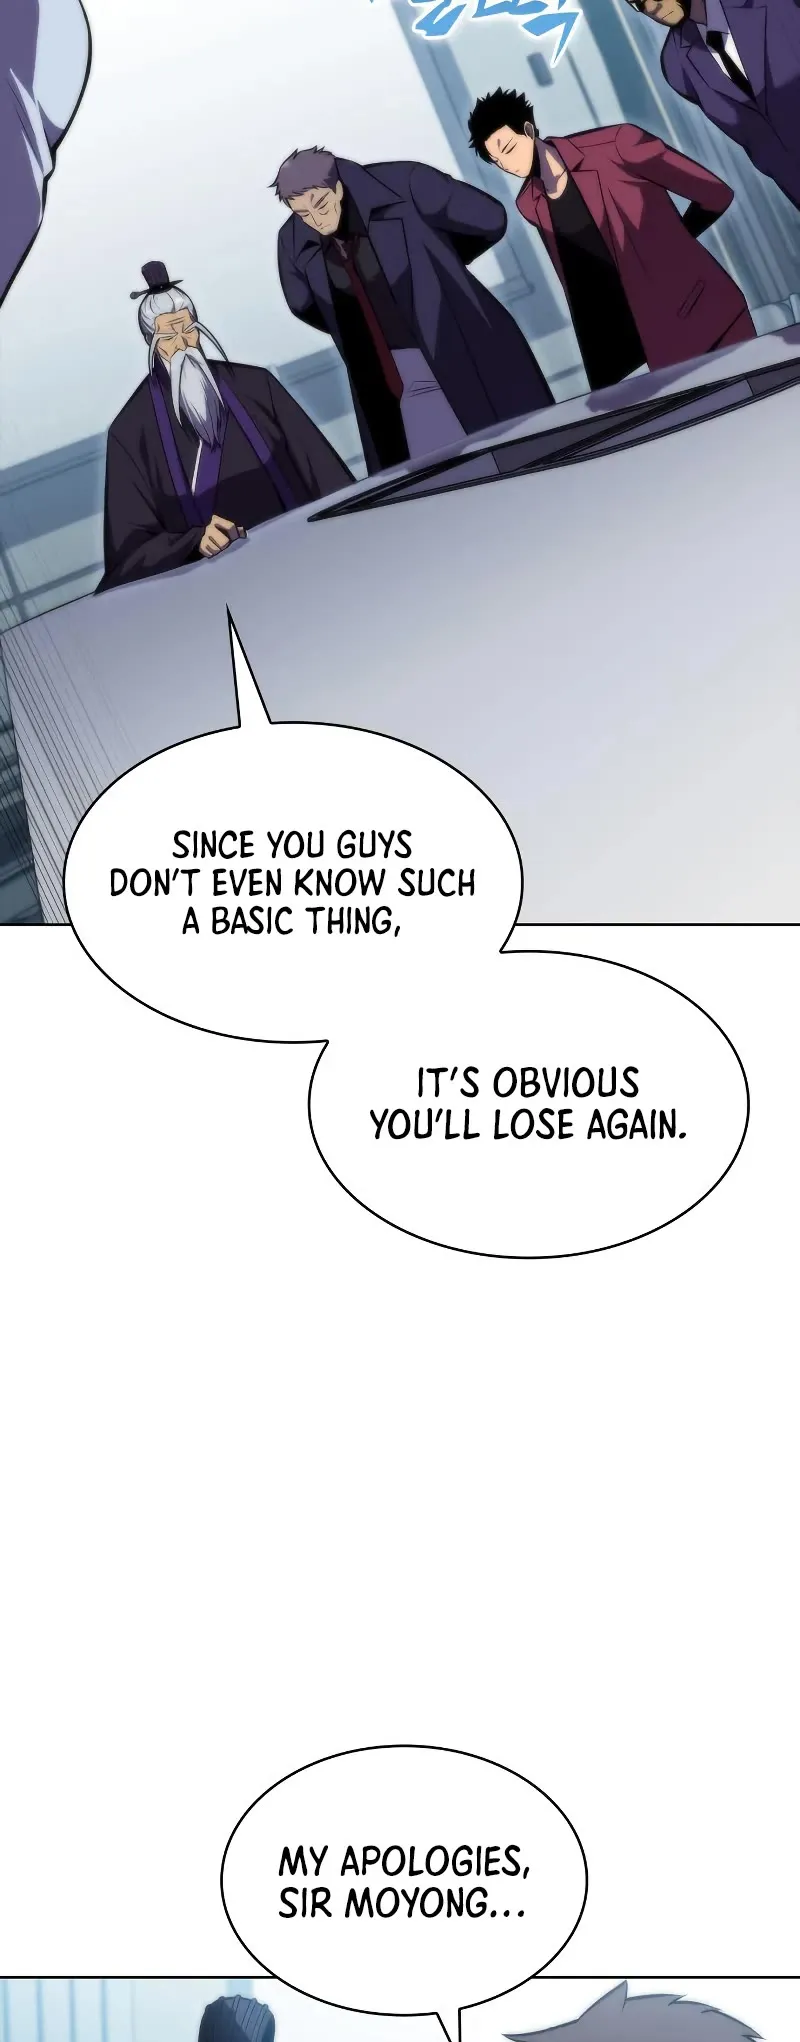 SINCE YOU GUYS
DON'T EVEN KNOW SUCH
A BASIC THING,
IT'S OBVIOUS
YOU'LL LOSE AGAIN.
MY APOLOGIES,
SIR MOYONG...